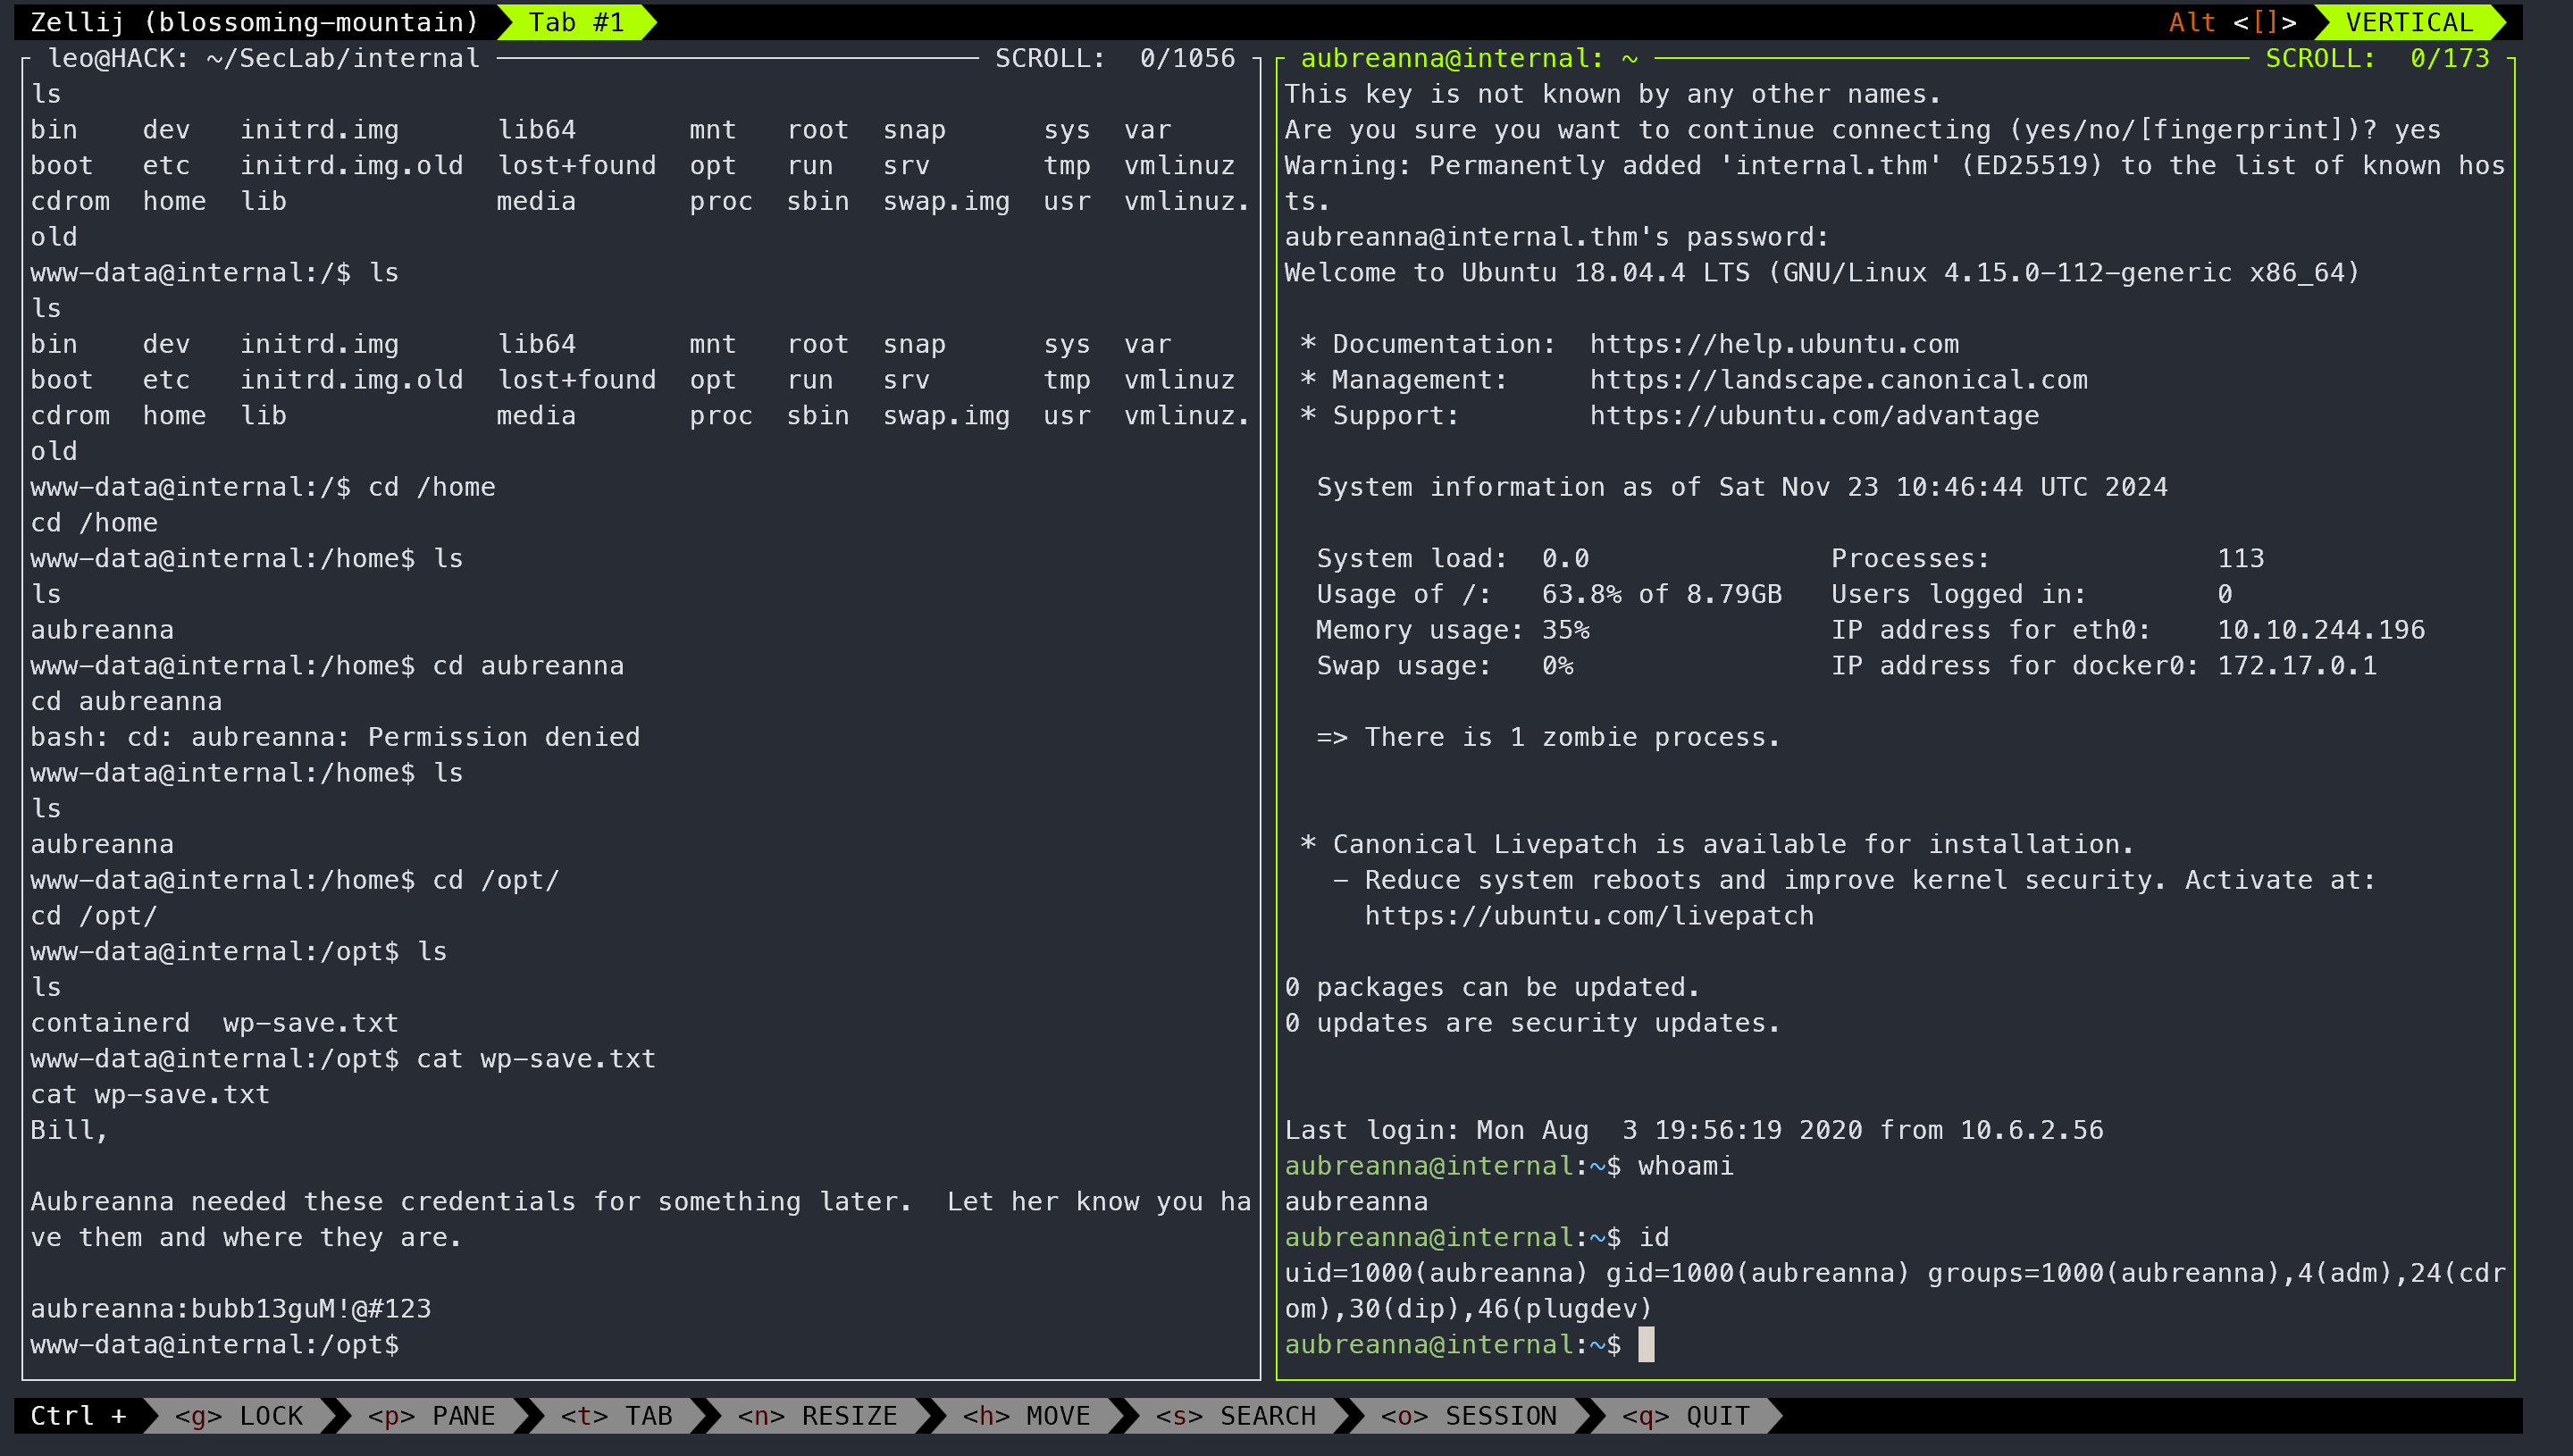 Zellij (blossoming-mountain) Tab #1 Alt <[]> VERTICAL
leo@HACK: ~/SecLab/internal SCROLL: 0/1056
ls
bin    dev   initrd.img      lib64       mnt   root  snap      sys  var
boot   etc   initrd.img.old  lost+found  opt   run   srv       tmp  vmlinuz
cdrom  home  lib             media       proc  sbin  swap.img  usr  vmlinuz.
old
www-data@internal:/$ ls
ls
bin    dev   initrd.img      lib64       mnt   root  snap      sys  var
boot   etc   initrd.img.old  lost+found  opt   run   srv       tmp  vmlinuz
cdrom  home  lib             media       proc  sbin  swap.img  usr  vmlinuz.
old
www-data@internal:/$ cd /home
cd /home
www-data@internal:/home$ ls
ls
aubreanna
www-data@internal:/home$ cd aubreanna
cd aubreanna
bash: cd: aubreanna: Permission denied
www-data@internal:/home$ ls
ls
aubreanna
www-data@internal:/home$ cd /opt/
cd /opt/
www-data@internal:/opt$ ls
ls
containerd  wp-save.txt
www-data@internal:/opt$ cat wp-save.txt
cat wp-save.txt
Bill,
Aubreanna needed these credentials for something later.  Let her know you ha
ve them and where they are.
aubreanna:bubb13guM!@#123
www-data@internal:/opt$
aubreanna@internal: ~ SCROLL: 0/173
This key is not known by any other names.
Are you sure you want to continue connecting (yes/no/[fingerprint])? yes
Warning: Permanently added 'internal.thm' (ED25519) to the list of known hos
ts.
aubreanna@internal.thm's password:
Welcome to Ubuntu 18.04.4 LTS (GNU/Linux 4.15.0-112-generic x86_64)
* Documentation:  https://help.ubuntu.com
* Management:     https://landscape.canonical.com
* Support:        https://ubuntu.com/advantage
System information as of Sat Nov 23 10:46:44 UTC 2024
System load:  0.0               Processes:              113
Usage of /:   63.8% of 8.79GB   Users logged in:        0
Memory usage: 35%               IP address for eth0:    10.10.244.196
Swap usage:   0%                IP address for docker0: 172.17.0.1
=> There is 1 zombie process.
* Canonical Livepatch is available for installation.
- Reduce system reboots and improve kernel security. Activate at:
https://ubuntu.com/livepatch
0 packages can be updated.
0 updates are security updates.
Last login: Mon Aug  3 19:56:19 2020 from 10.6.2.56
aubreanna@internal:~$ whoami
aubreanna
aubreanna@internal:~$ id
uid=1000(aubreanna) gid=1000(aubreanna) groups=1000(aubreanna),4(adm),24(cdr
om),30(dip),46(plugdev)
aubreanna@internal:~$
Ctrl + <g> LOCK <p> PANE <t> TAB <n> RESIZE <h> MOVE <s> SEARCH <o> SESSION <q> QUIT